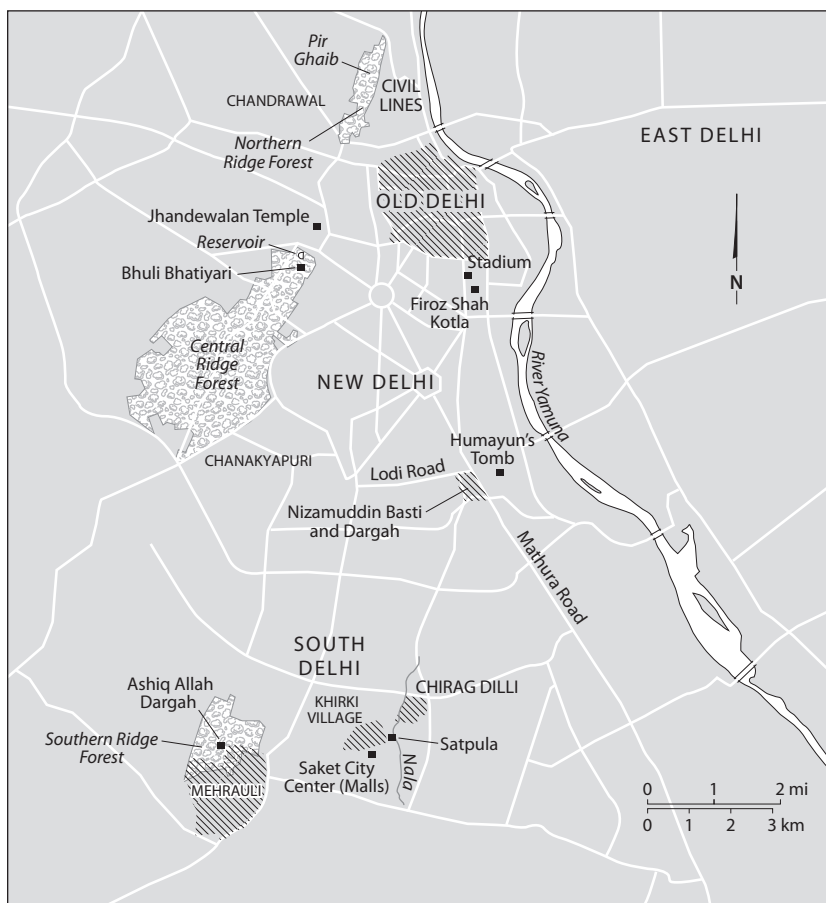 Pir
Ghaib
CIVIL
LINES
CHANDRAWAL
Northern
Ridge Forest
EAST DELHI
OLD DELHI
Jhandewalan Temple
Reservoir
Bhuli Bhatiyari
Stadium
Firoz Shah
Kotla
N
Central
Ridge
Forest
NEW DELHI
River Yamuna
Humayun's
Tomb
CHANAKYAPURI
Lodi Road
Nizamuddin Basti
and Dargah
Mathura Road
SOUTH
DELHI
Ashiq Allah
Dargah
CHIRAG DILLI
KHIRKI
VILLAGE
Southern Ridge
Forest
Satpula
Saket City
Center (Malls)
Nala
MEHRAULI
0 1 2 mi
0 1 2 3 km